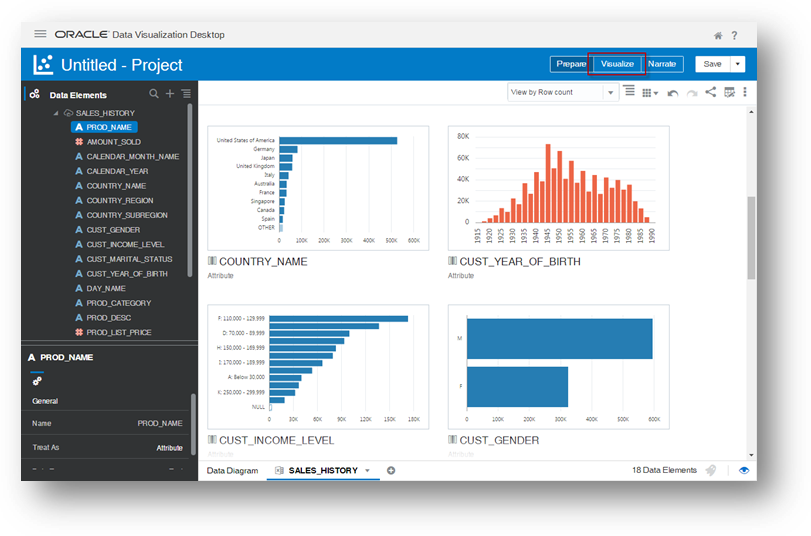 ORACLE Data Visualization Desktop
Untitled - Project
Prepare
Visualize
Narrate
Save
Data Elements
SALES_HISTORY
PROD_NAME
AMOUNT_SOLD
CALENDAR_MONTH_NAME
CALENDAR_YEAR
COUNTRY_NAME
COUNTRY_REGION
COUNTRY_SUBREGION
CUST_GENDER
CUST_INCOME_LEVEL
CUST_MARITAL_STATUS
CUST_YEAR_OF_BIRTH
DAY_NAME
PROD_CATEGORY
PROD_DESC
PROD_LIST_PRICE
A PROD_NAME
General
Name PROD_NAME
Treat As Attribute
View by Row count
United States of America
Germany
Japan
United Kingdom
Italy
Australia
France
Singapore
Canada
Spain
OTHER
0 100K 200K 300K 400K 500K 600K
COUNTRY_NAME
Attribute
80K
60K
40K
20K
0
1915 1920 1925 1930 1935 1940 1945 1950 1955 1960 1965 1970 1975 1980 1985 1990
CUST_YEAR_OF_BIRTH
Attribute
F: 110,000 - 129,999
D: 70,000 - 89,999
H: 150,000 - 169,999
I: 170,000 - 189,999
A: Below 30,000
K: 250,000 - 299,999
NULL
0 30K 60K 90K 120K 150K 180K
CUST_INCOME_LEVEL
Attribute
M
F
0 100K 200K 300K 400K 500K 600K
CUST_GENDER
Attribute
Data Diagram
SALES_HISTORY
18 Data Elements